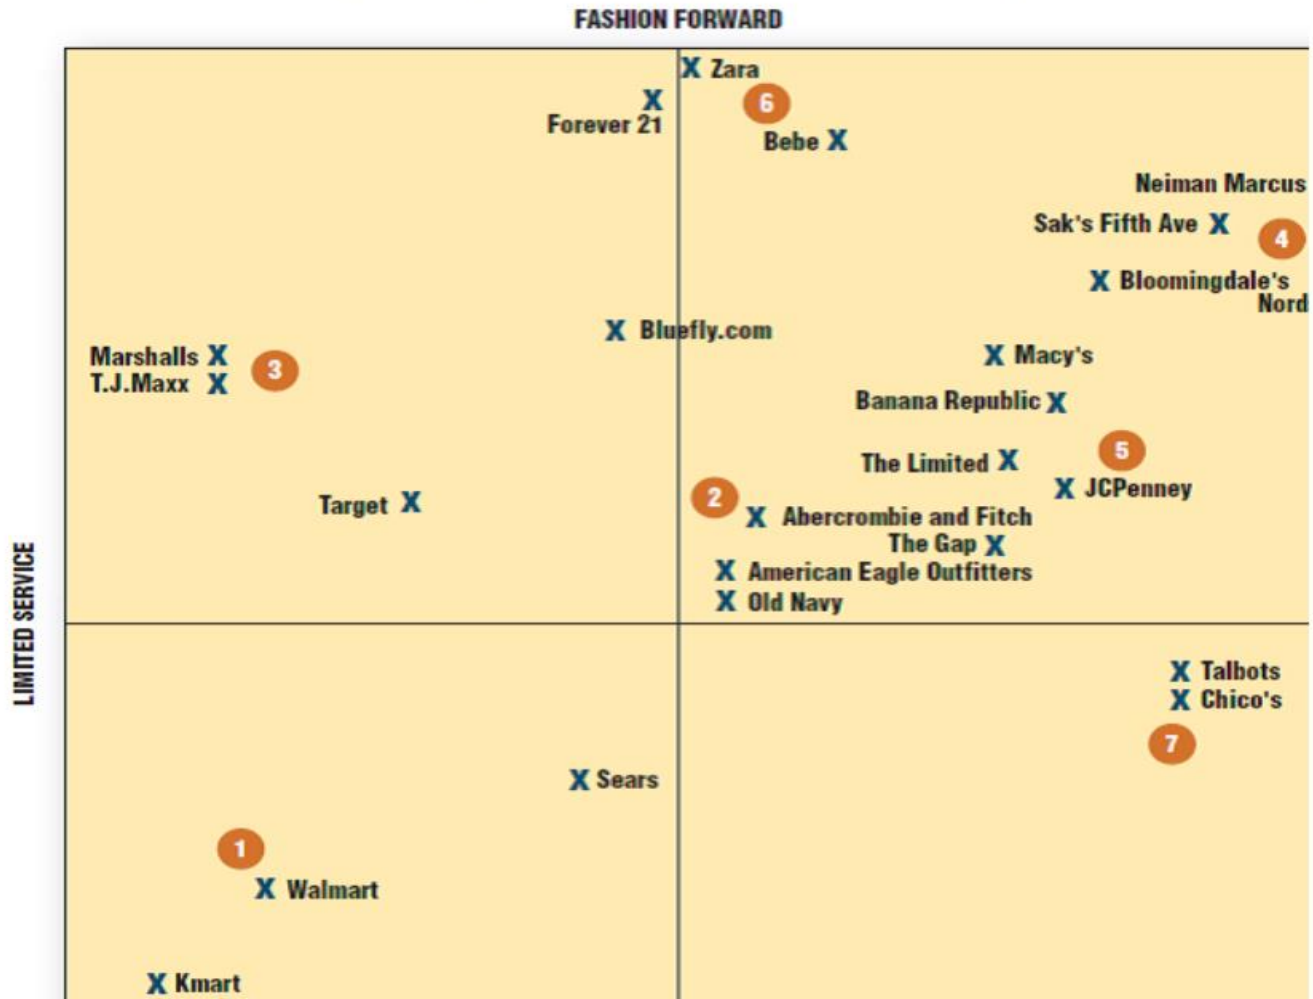 FASHION FORWARD
X Zara
X
6
Forever 21
Bebe X
Neiman Marcus
Sak's Fifth Ave X
4
X Bloomingdale's
Nord
X Bluefly.com
Marshalls X
3
X Macy's
T.J.Maxx X
Banana Republic X
5
The Limited X
X JCPenney
Target X
2
X Abercrombie and Fitch
The Gap X
X American Eagle Outfitters
X Old Navy
LIMITED SERVICE
X Talbots
X Chico's
7
X Sears
1
X Walmart
X Kmart